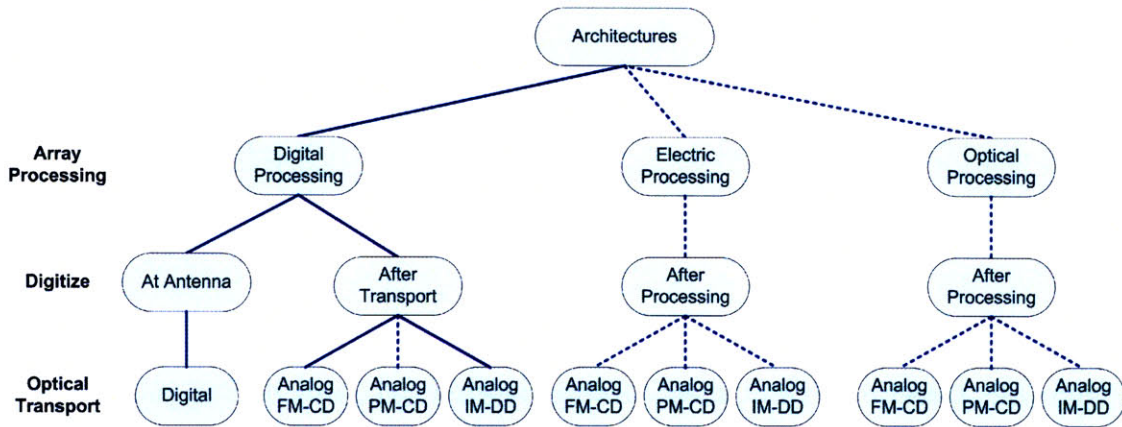 Architectures
Array
Processing
Digital
Processing
Electric
Processing
Optical
Processing
Digitize
At Antenna
After
Transport
After
Processing
After
Processing
Optical
Transport
Digital
Analog
FM-CD
Analog
PM-CD
Analog
IM-DD
Analog
FM-CD
Analog
PM-CD
Analog
IM-DD
Analog
FM-CD
Analog
PM-CD
Analog
IM-DD